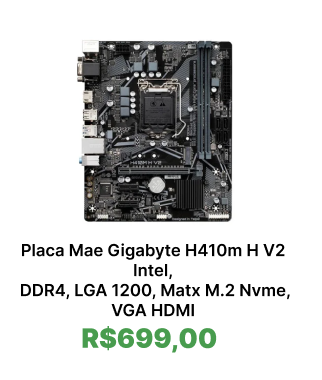 H410M H V2
Placa Mae Gigabyte H410m H V2
Intel,
DDR4, LGA 1200, Matx M.2 Nvme,
VGA HDMI
R$699,00